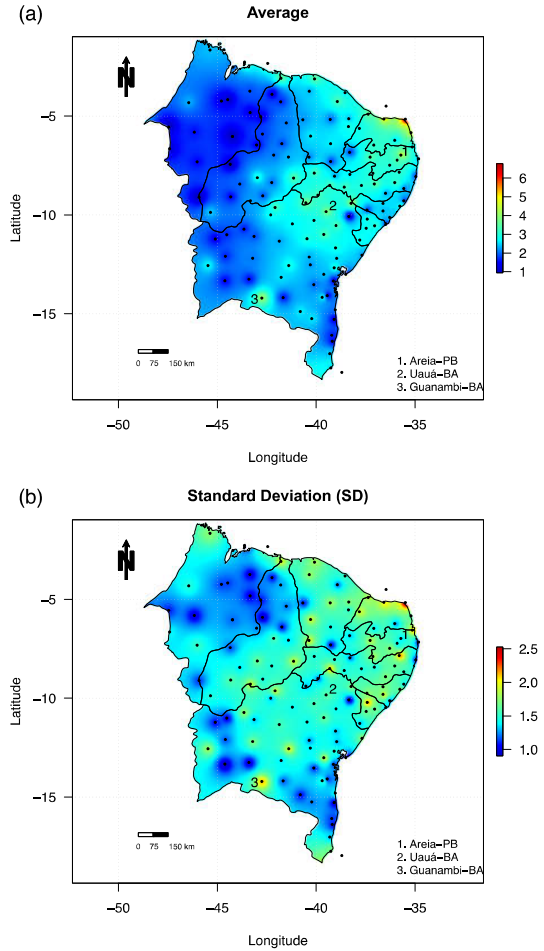 (a)
Average
N
Latitude
−5
−10
−15
1
2
3
6
5
4
3
2
1
0 75 150 km
1. Areia−PB
2. Uauá−BA
3. Guanambi−BA
−50 −45 −40 −35
Longitude
(b)
Standard Deviation (SD)
N
Latitude
−5
−10
−15
1
2
3
2.5
2.0
1.5
1.0
0 75 150 km
1. Areia−PB
2. Uauá−BA
3. Guanambi−BA
−50 −45 −40 −35
Longitude